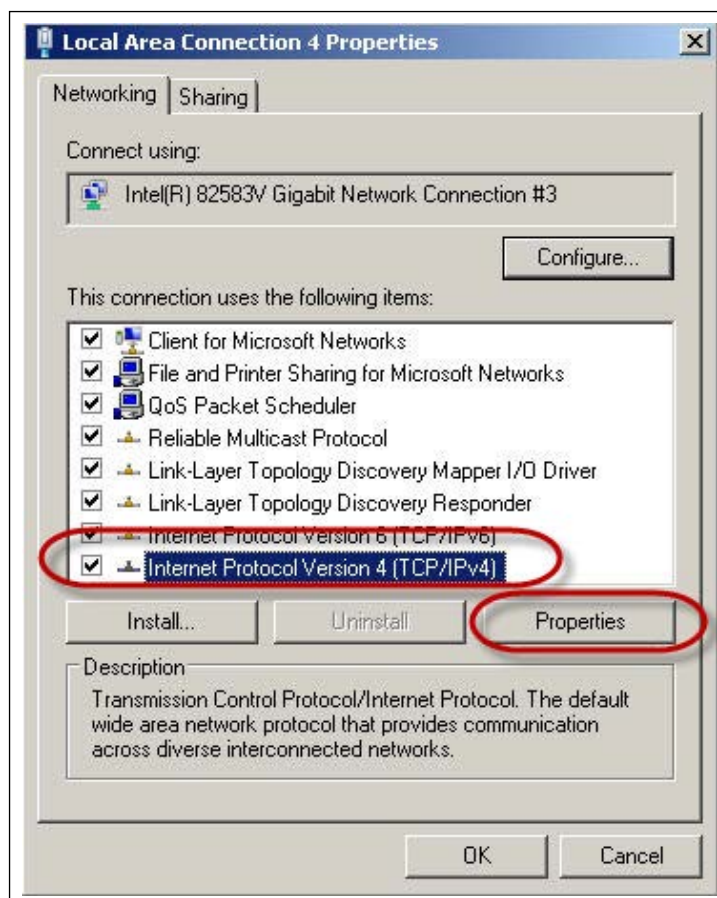 Local Area Connection 4 Properties
Networking
Sharing
Connect using:
Intel(R) 82583V Gigabit Network Connection #3
Configure...
This connection uses the following items:
Client for Microsoft Networks
File and Printer Sharing for Microsoft Networks
QoS Packet Scheduler
Reliable Multicast Protocol
Link-Layer Topology Discovery Mapper I/O Driver
Link-Layer Topology Discovery Responder
Internet Protocol Version 6 (TCP/IPv6)
Internet Protocol Version 4 (TCP/IPv4)
Install...
Uninstall
Properties
Description
Transmission Control Protocol/Internet Protocol. The default
wide area network protocol that provides communication
across diverse interconnected networks.
OK
Cancel